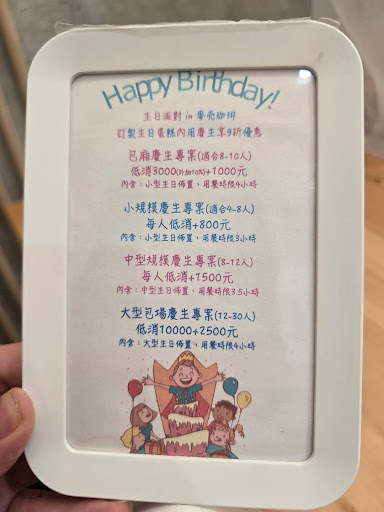 Happy Birthday!
生日派對 in 麥克珈琲
訂製生日蛋糕內用慶生享9折優惠
包廂慶生專案(適合8-10人)
低消3000(外加10%)+1000元
內含：小型生日佈置、用餐時限4小時
小規模慶生專案(適合4-8人)
每人低消+800元
內含：小型生日佈置、用餐時限3小時
中型規模慶生專案(8-12人)
每人低消+1500元
內含：中型生日佈置、用餐時限3.5小時
大型包場慶生專案(12-30人)
低消10000+2500元
內含：大型生日佈置、用餐時限4小時